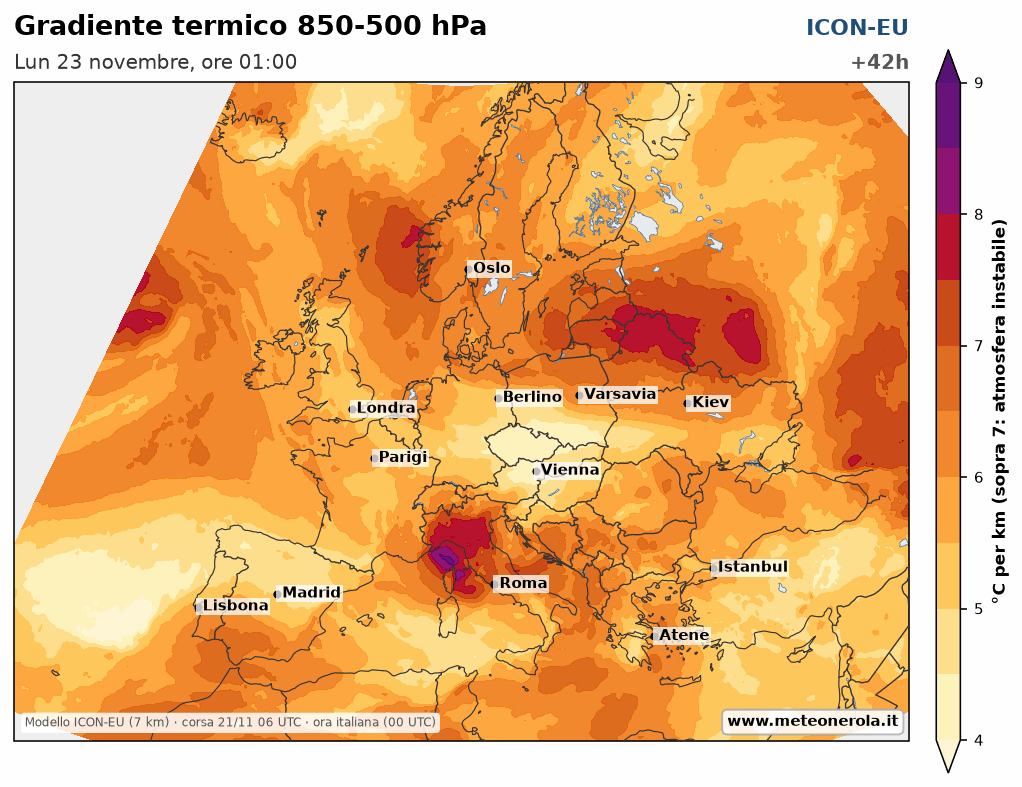 Gradiente termico 850-500 hPa
ICON-EU
Lun 23 novembre, ore 01:00
+42h
9
8
7
6
5
4
°C per km (sopra 7: atmosfera instabile)
Oslo
Londra
Berlino
Varsavia
Kiev
Parigi
Vienna
Istanbul
Roma
Madrid
Lisbona
Atene
Modello ICON-EU (7 km) · corsa 21/11 06 UTC · ora italiana (00 UTC)
www.meteonerola.it